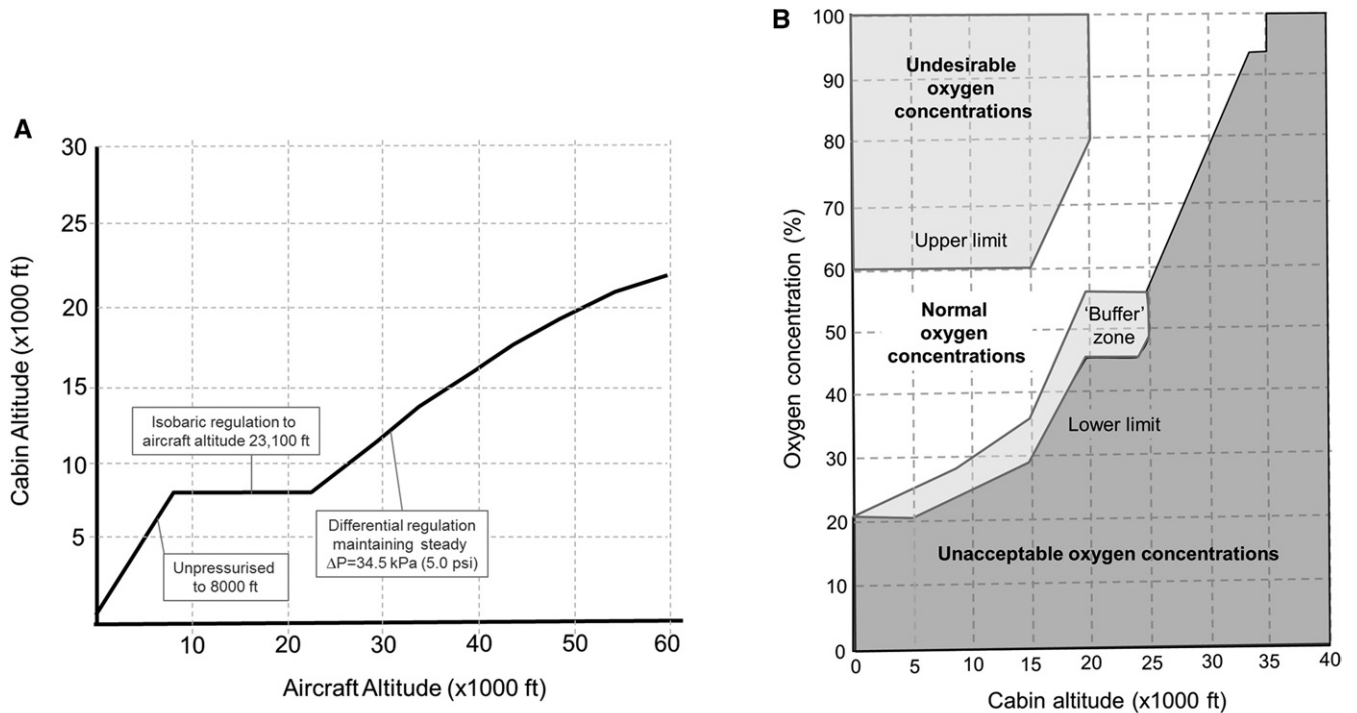 A
30
25
20
15
10
5
Cabin Altitude (x1000 ft)
Isobaric regulation to
aircraft altitude 23,100 ft
Unpressurised
to 8000 ft
Differential regulation
maintaining steady
ΔP=34.5 kPa (5.0 psi)
10 20 30 40 50 60
Aircraft Altitude (x1000 ft)
B
100
90
80
70
60
50
40
30
20
10
0
Oxygen concentration (%)
Undesirable
oxygen
concentrations
Upper limit
Normal
oxygen
concentrations
'Buffer'
zone
Lower limit
Unacceptable oxygen concentrations
0 5 10 15 20 25 30 35 40
Cabin altitude (x1000 ft)